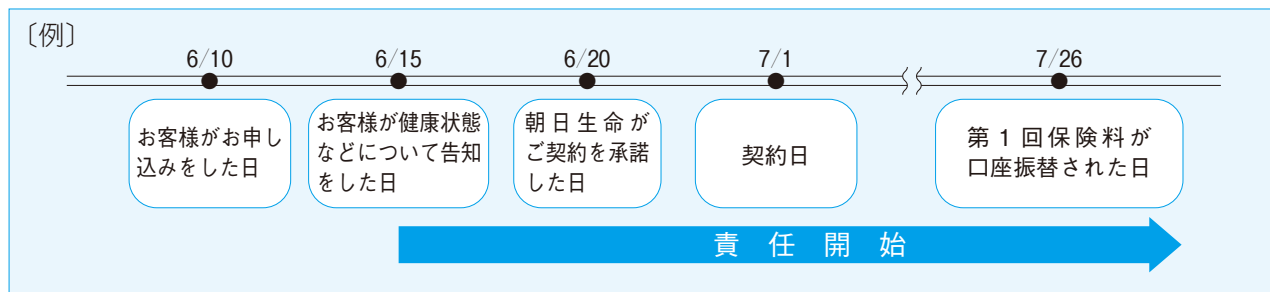 〔例〕
6/10
6/15
6/20
7/1
7/26
お客様がお申し
込みをした日
お客様が健康状態
などについて告知
をした日
朝日生命が
ご契約を承諾
した日
契約日
第1回保険料が
口座振替された日
責任開始